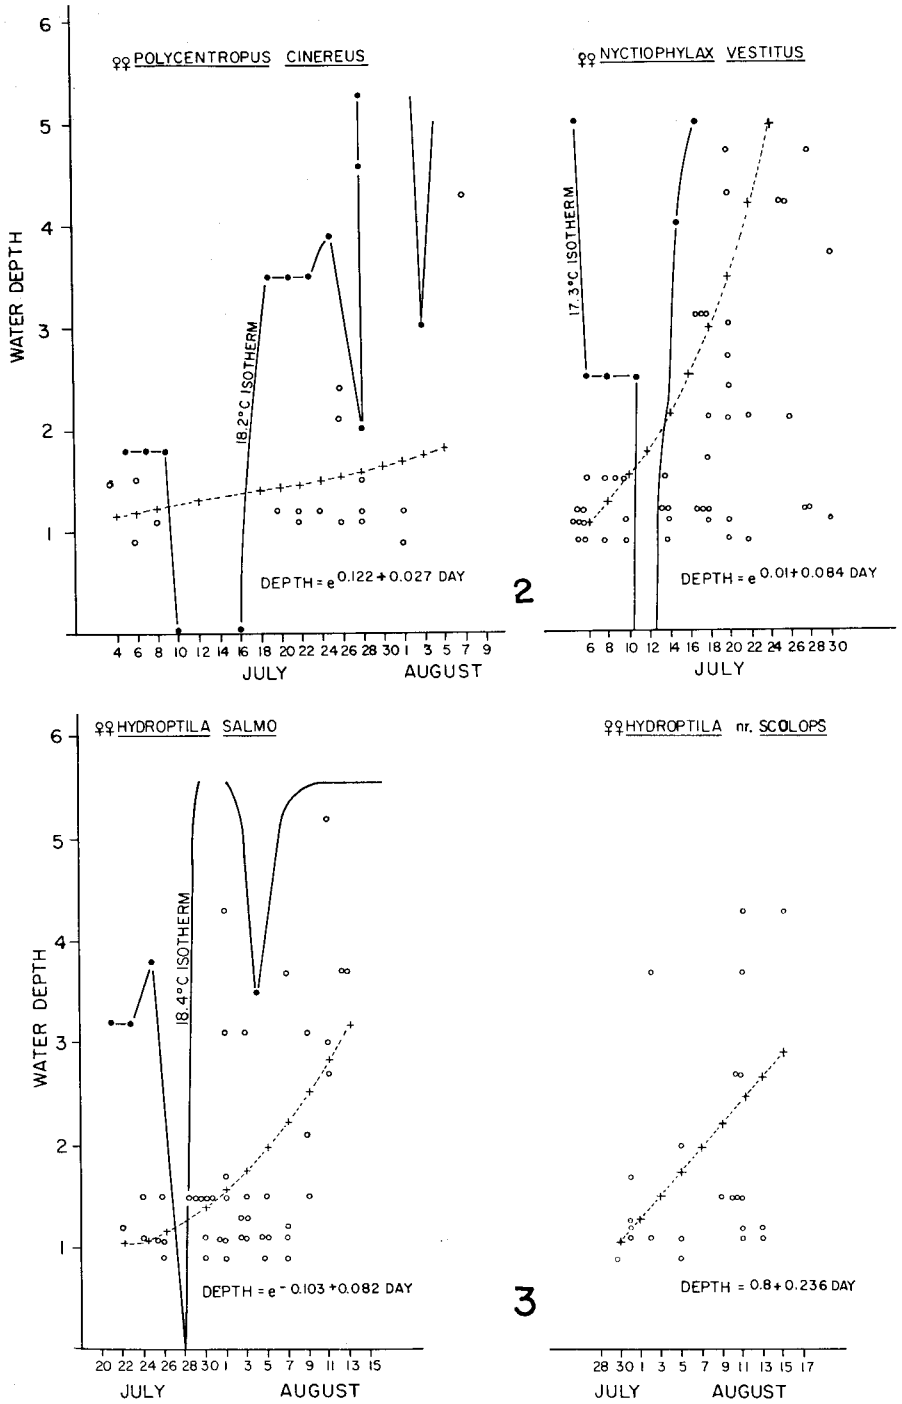 ♀♀ POLYCENTROPUS CINEREUS
6
5
4
3
2
1
WATER DEPTH
18.2°C ISOTHERM
DEPTH = e^0.122+0.027 DAY
4 6 8 10 12 14 16 18 20 22 24 26 28 30 1 3 5 7 9
JULY AUGUST
♀♀ NYCTIOPHYLAX VESTITUS
17.3°C ISOTHERM
DEPTH = e^0.01+0.084 DAY
6 8 10 12 14 16 18 20 22 24 26 28 30
JULY
2
♀♀ HYDROPTILA SALMO
6
5
4
3
2
1
WATER DEPTH
18.4°C ISOTHERM
DEPTH = e^-0.103+0.082 DAY
20 22 24 26 28 30 1 3 5 7 9 11 13 15
JULY AUGUST
♀♀ HYDROPTILA nr. SCOLOPS
DEPTH = 0.8+0.236 DAY
28 30 1 3 5 7 9 11 13 15 17
JULY AUGUST
3